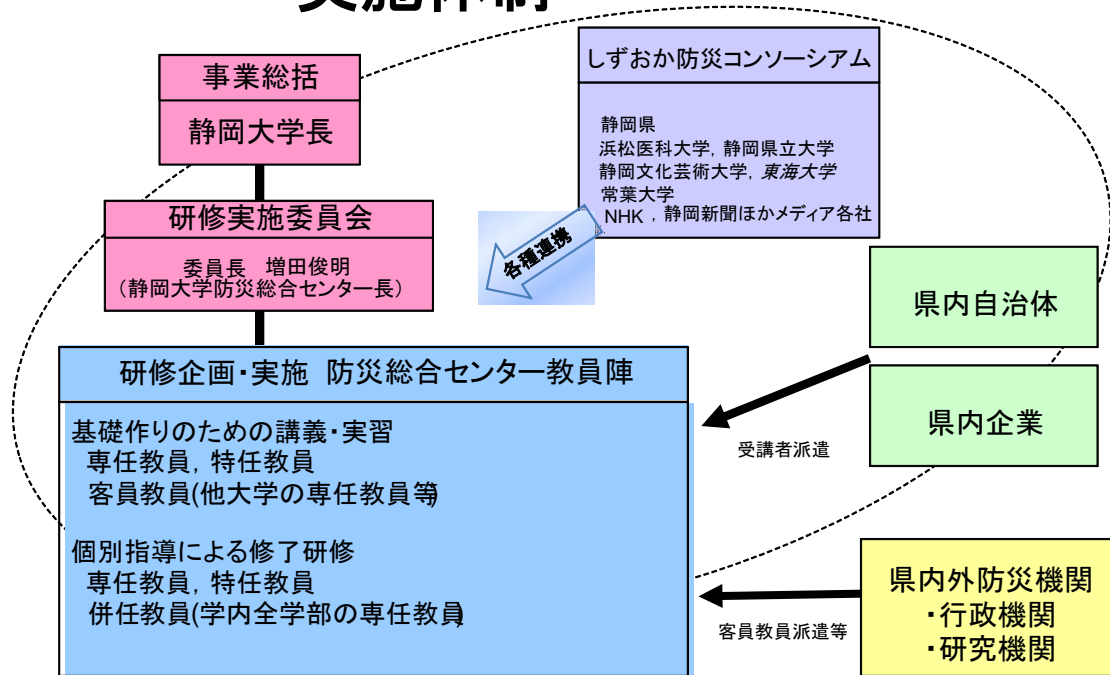 実施体制
事業総括
静岡大学長
研修実施委員会
委員長 増田俊明
（静岡大学防災総合センター長）
しずおか防災コンソーシアム
静岡県
浜松医科大学，静岡県立大学
静岡文化芸術大学，東海大学
常葉大学
NHK，静岡新聞ほかメディア各社
各種連携
県内自治体
県内企業
受講者派遣
研修企画・実施 防災総合センター教員陣
基礎作りのための講義・実習
専任教員，特任教員
客員教員(他大学の専任教員等)
個別指導による修了研修
専任教員，特任教員
併任教員(学内全学部の専任教員)
客員教員派遣等
県内外防災機関
・行政機関
・研究機関